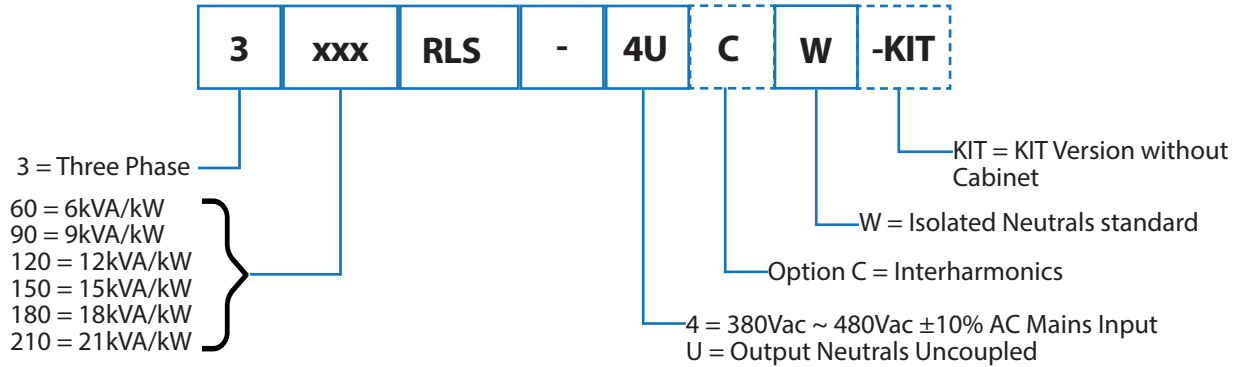 3 xxx RLS - 4U C W -KIT
3 = Three Phase
60 = 6kVA/kW
90 = 9kVA/kW
120 = 12kVA/kW
150 = 15kVA/kW
180 = 18kVA/kW
210 = 21kVA/kW
KIT = KIT Version without
Cabinet
W = Isolated Neutrals standard
Option C = Interharmonics
4 = 380Vac ~ 480Vac ±10% AC Mains Input
U = Output Neutrals Uncoupled